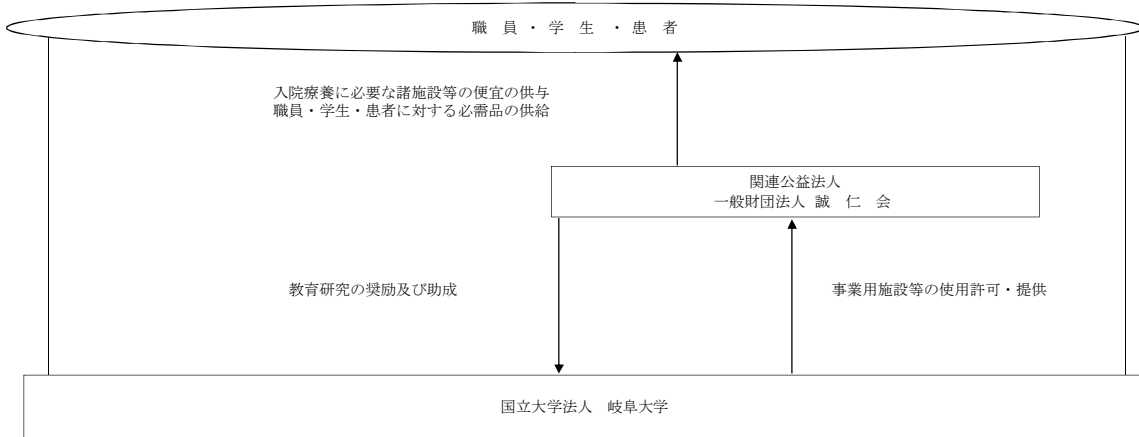 職 員 ・ 学 生 ・ 患 者
入院療養に必要な諸施設等の便宜の供与
職員・学生・患者に対する必需品の供給
関連公益法人
一般財団法人 誠 仁 会
教育研究の奨励及び助成
事業用施設等の使用許可・提供
国立大学法人 岐阜大学